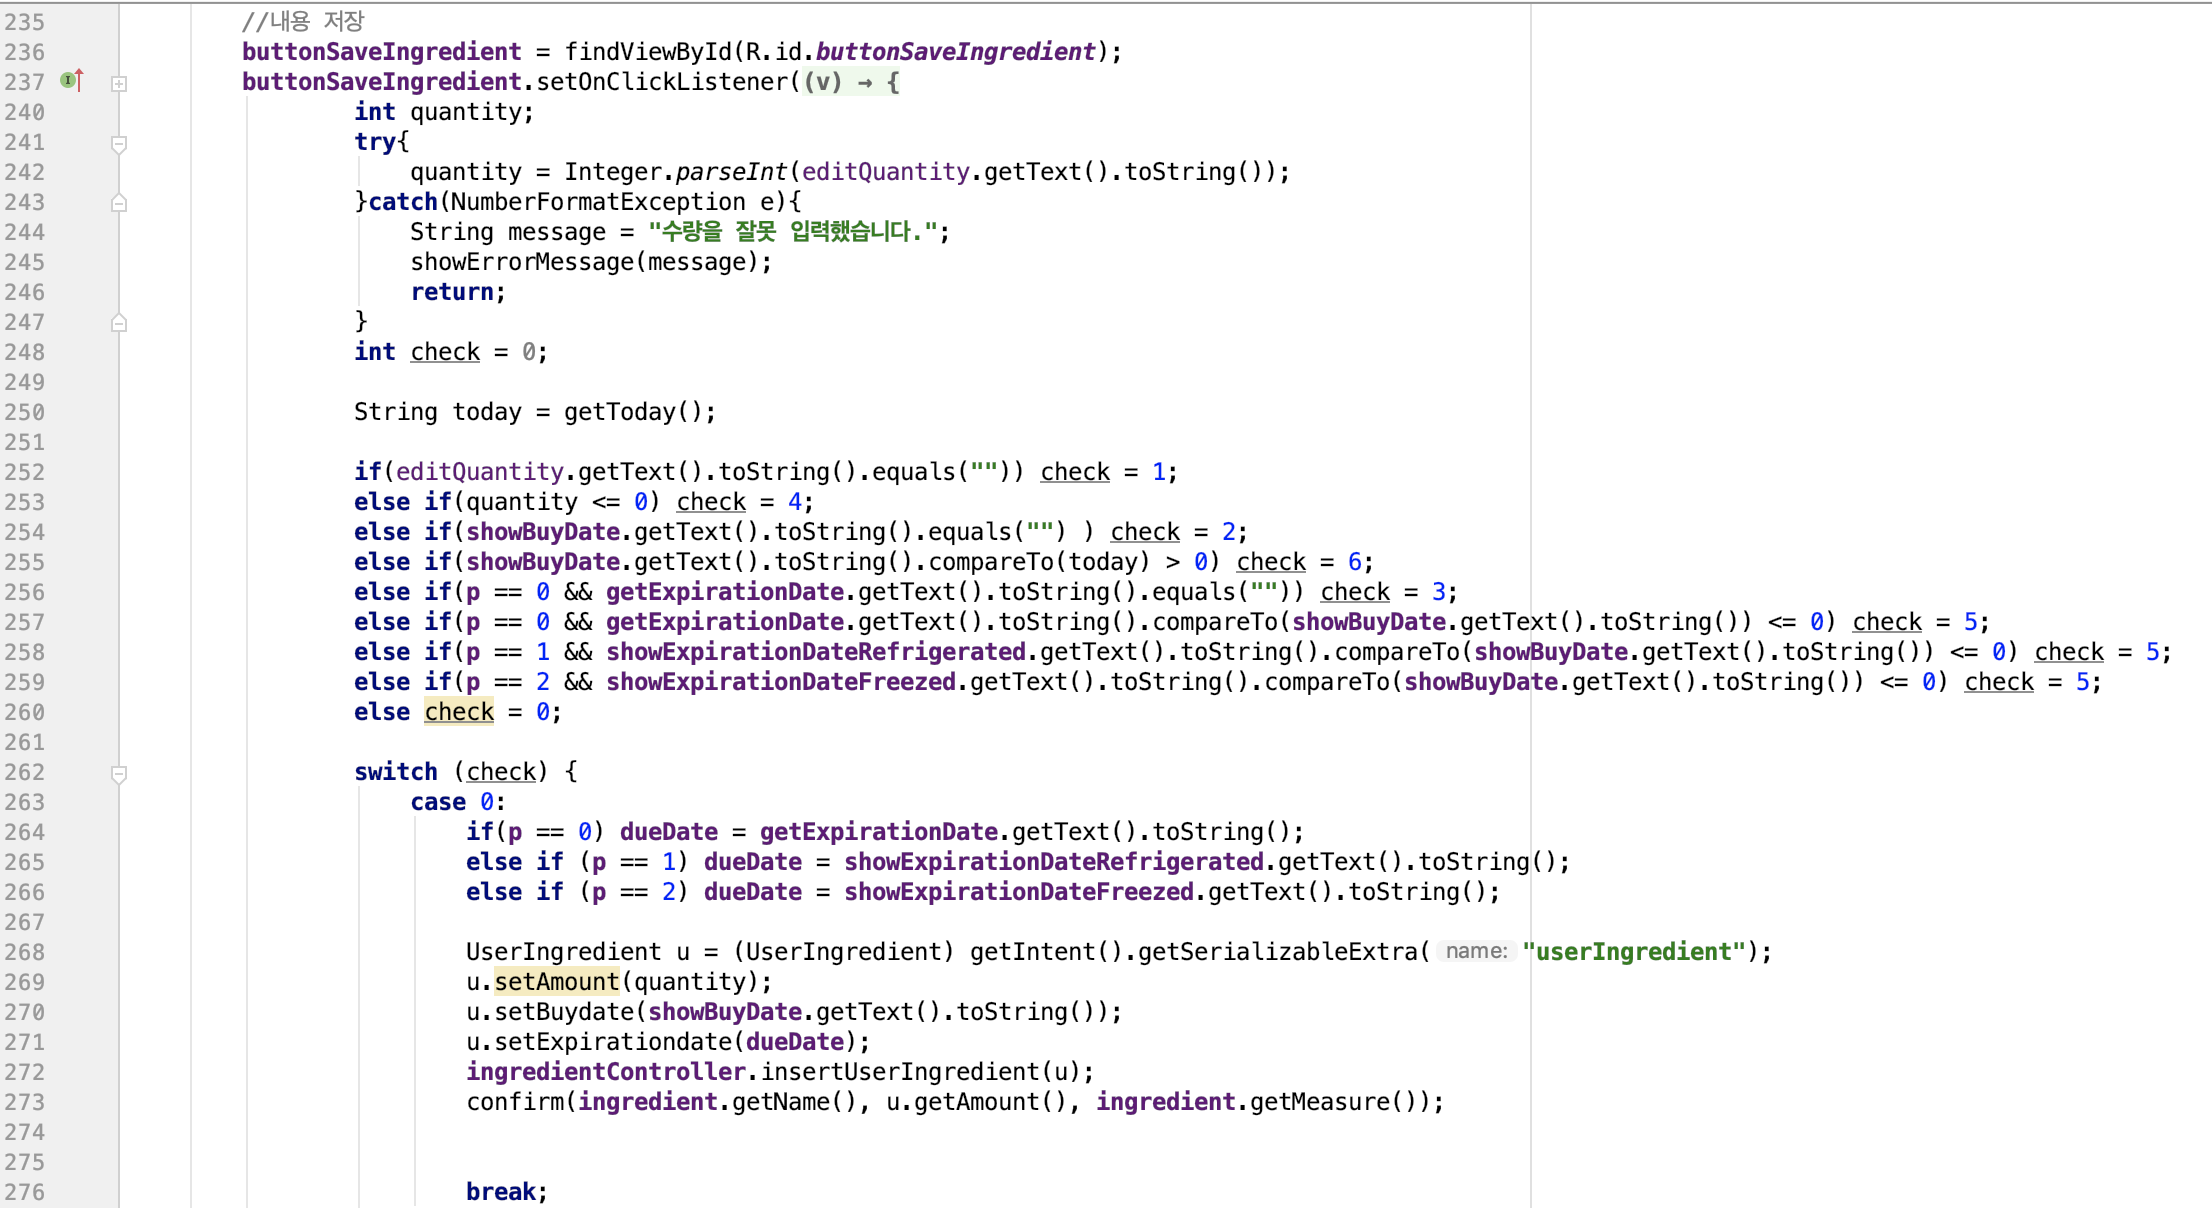 235 //내용 저장
236 buttonSaveIngredient = findViewById(R.id.buttonSaveIngredient);
237 buttonSaveIngredient.setOnClickListener((v) → {
240 int quantity;
241 try{
242 quantity = Integer.parseInt(editQuantity.getText().toString());
243 }catch(NumberFormatException e){
244 String message = "수량을 잘못 입력했습니다.";
245 showErrorMessage(message);
246 return;
247 }
248 int check = 0;
249
250 String today = getToday();
251
252 if(editQuantity.getText().toString().equals("")) check = 1;
253 else if(quantity <= 0) check = 4;
254 else if(showBuyDate.getText().toString().equals("") ) check = 2;
255 else if(showBuyDate.getText().toString().compareTo(today) > 0) check = 6;
256 else if(p == 0 && getExpirationDate.getText().toString().equals("")) check = 3;
257 else if(p == 0 && getExpirationDate.getText().toString().compareTo(showBuyDate.getText().toString()) <= 0) check = 5;
258 else if(p == 1 && showExpirationDateRefrigerated.getText().toString().compareTo(showBuyDate.getText().toString()) <= 0) check = 5;
259 else if(p == 2 && showExpirationDateFreezed.getText().toString().compareTo(showBuyDate.getText().toString()) <= 0) check = 5;
260 else check = 0;
261
262 switch (check) {
263 case 0:
264 if(p == 0) dueDate = getExpirationDate.getText().toString();
265 else if (p == 1) dueDate = showExpirationDateRefrigerated.getText().toString();
266 else if (p == 2) dueDate = showExpirationDateFreezed.getText().toString();
267
268 UserIngredient u = (UserIngredient) getIntent().getSerializableExtra( name: "userIngredient");
269 u.setAmount(quantity);
270 u.setBuydate(showBuyDate.getText().toString());
271 u.setExpirationdate(dueDate);
272 ingredientController.insertUserIngredient(u);
273 confirm(ingredient.getName(), u.getAmount(), ingredient.getMeasure());
274
275
276 break;